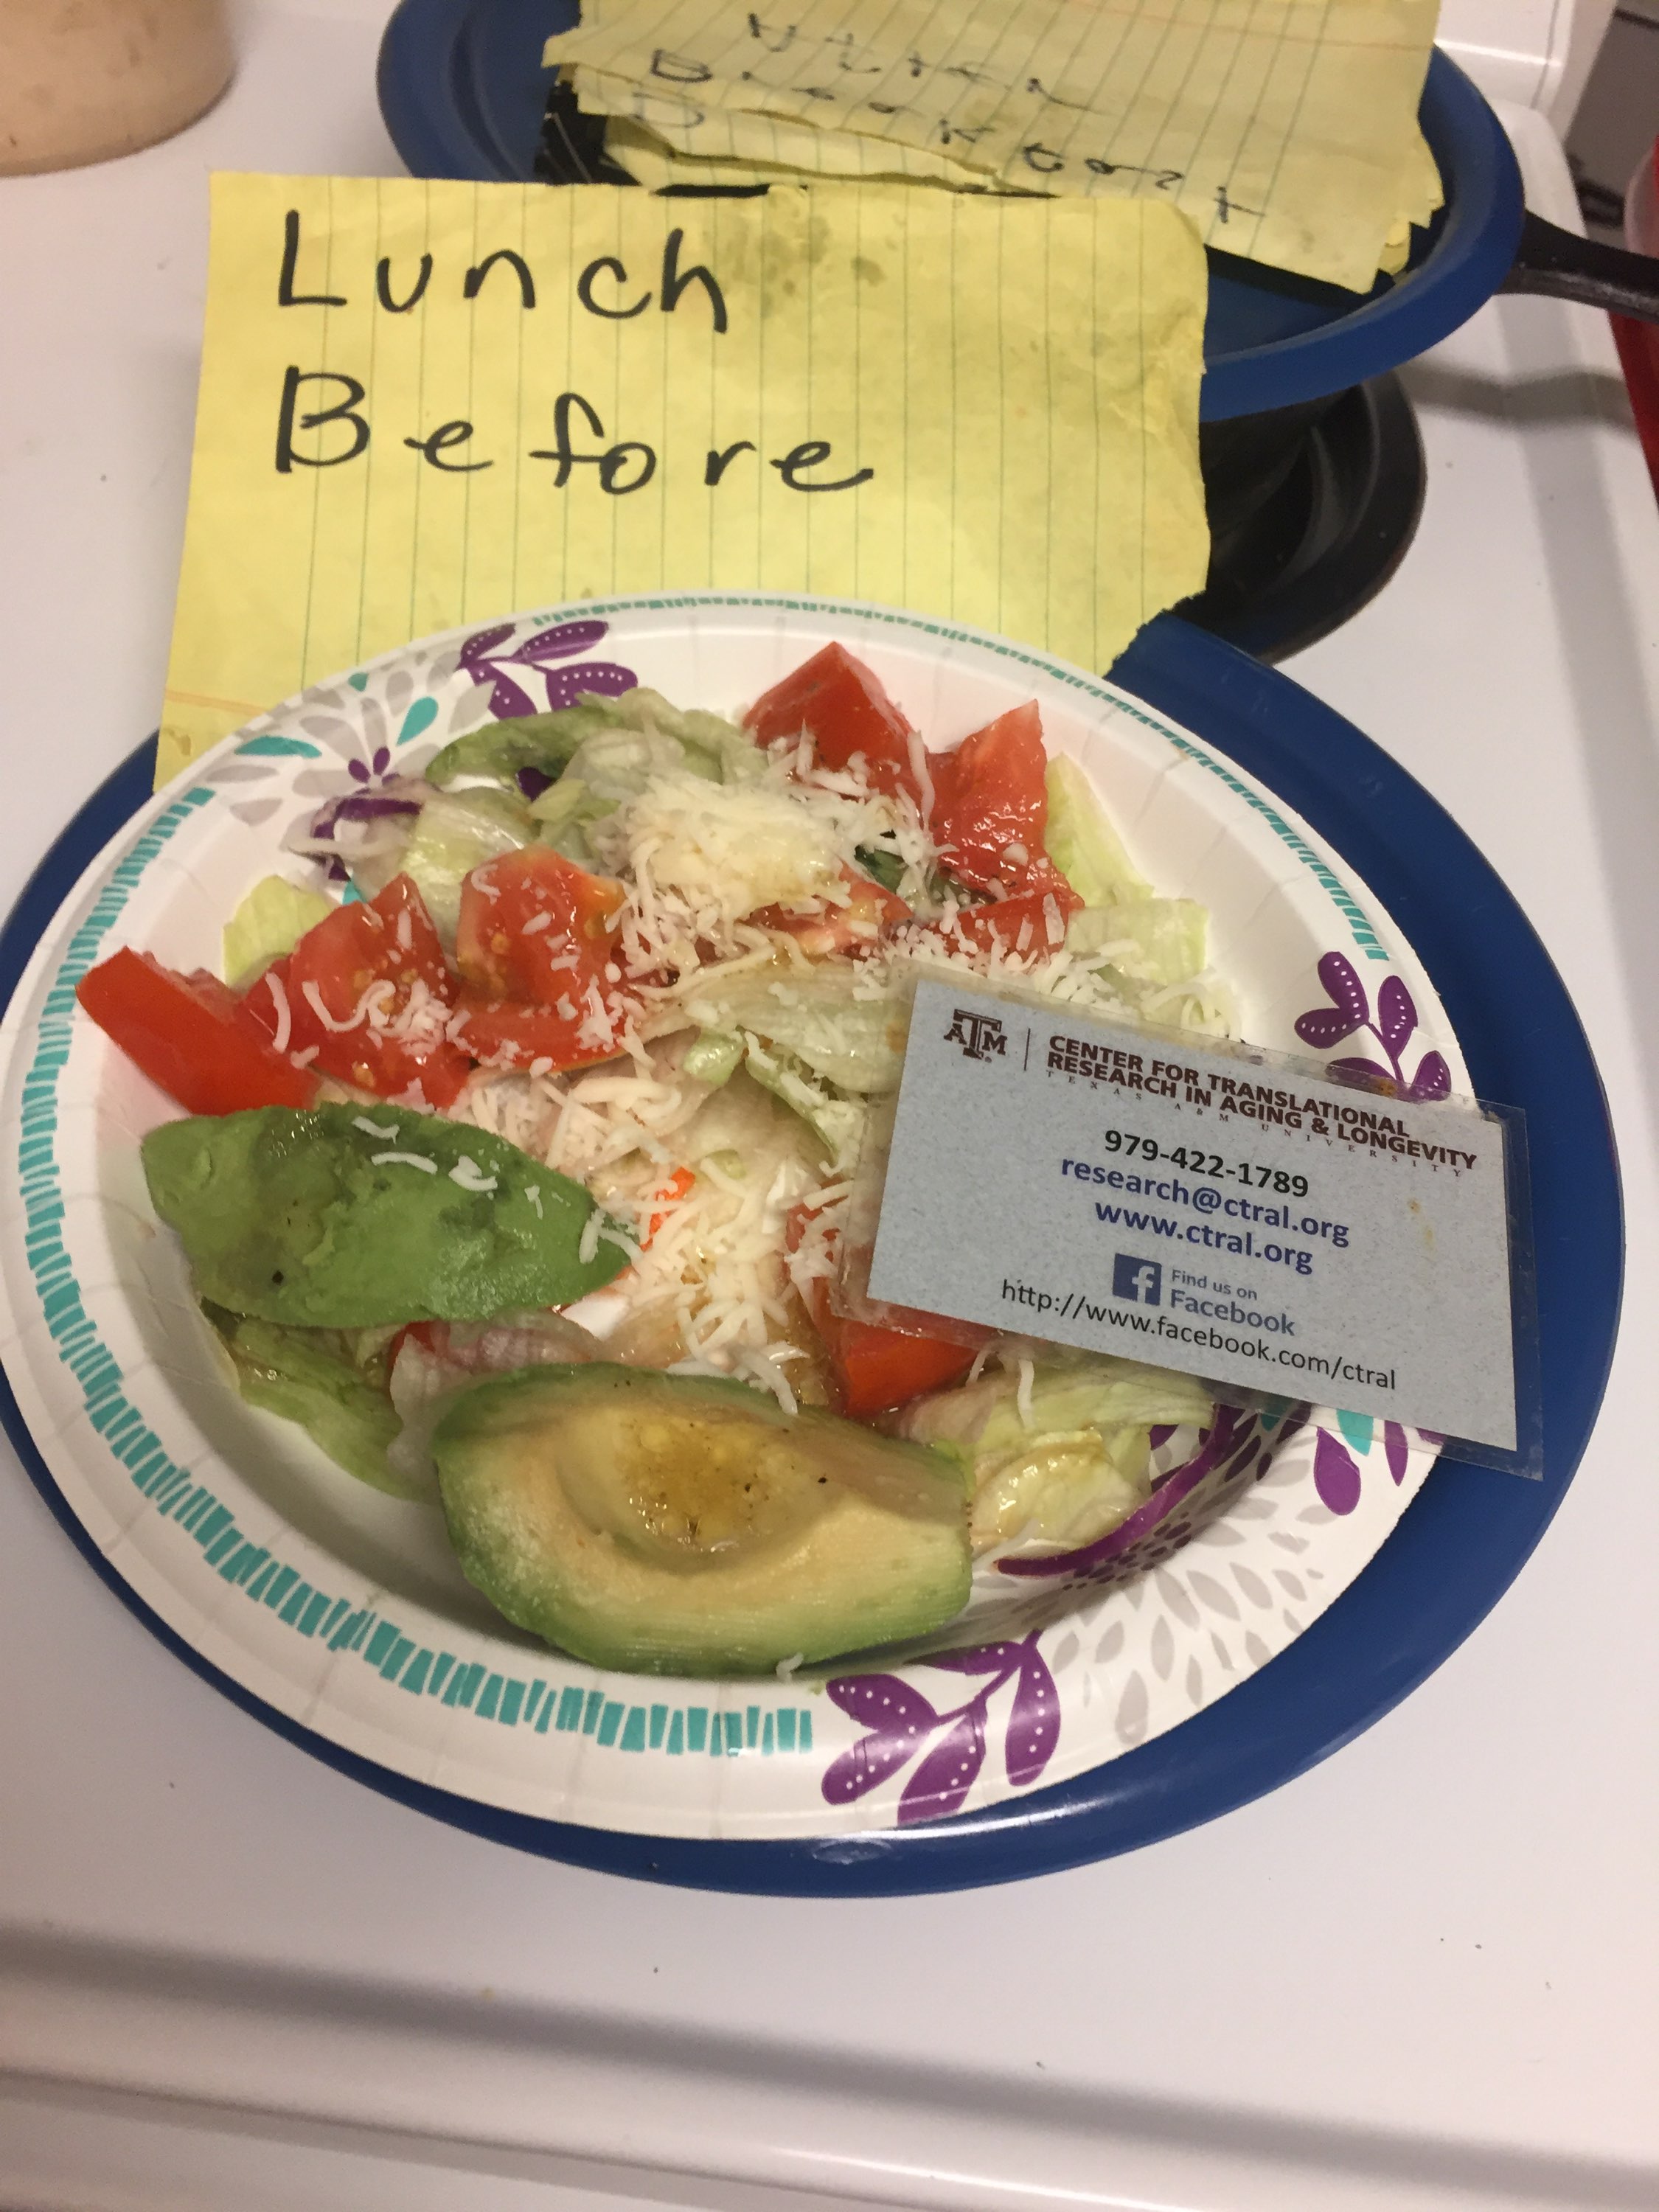 After
Breakfast
Lunch
Before
ATM
CENTER FOR TRANSLATIONAL
RESEARCH IN AGING & LONGEVITY
TEXAS A&M UNIVERSITY
979-422-1789
research@ctral.org
www.ctral.org
f Find us on
Facebook
http://www.facebook.com/ctral